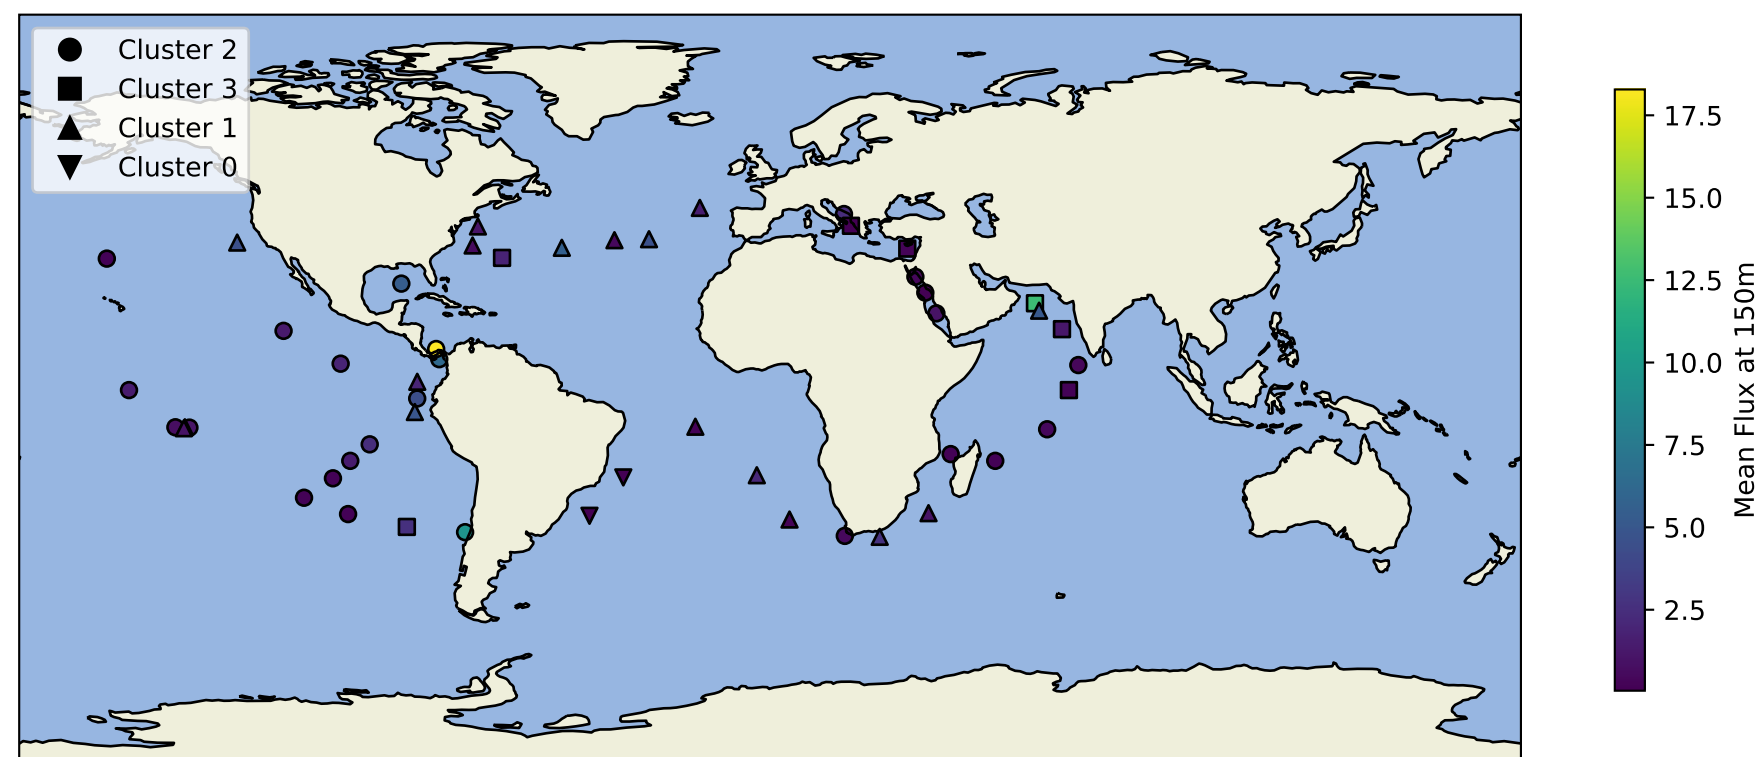 Cluster 2
Cluster 3
Cluster 1
Cluster 0
17.5
15.0
12.5
10.0
7.5
5.0
2.5
Mean Flux at 150m